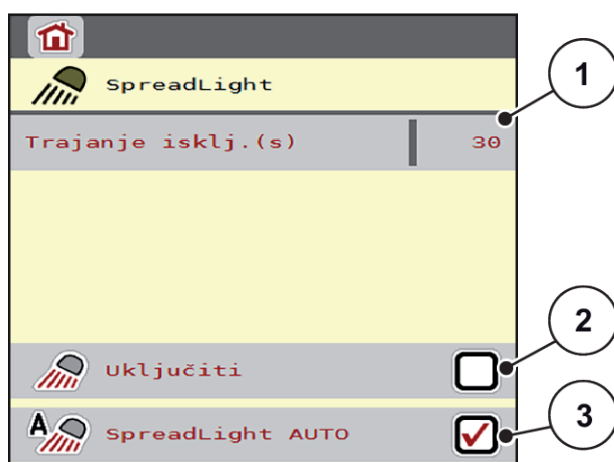 SpreadLight
1
Trajanje isklj.(s) 30
2
Uključiti
3
A
SpreadLight AUTO